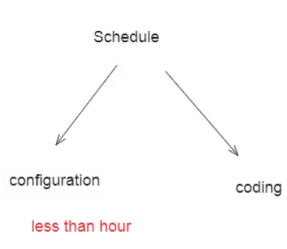 Schedule
configuration
coding
less than hour